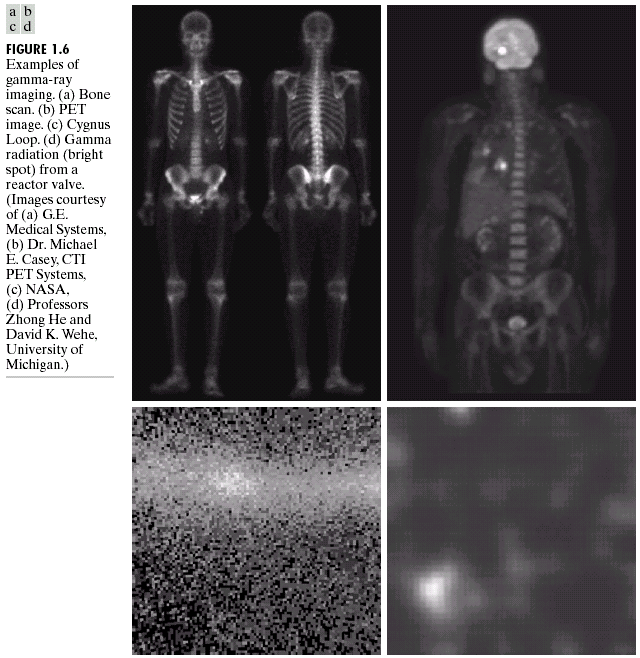 a b
c d
FIGURE 1.6
Examples of
gamma-ray
imaging. (a) Bone
scan. (b) PET
image. (c) Cygnus
Loop. (d) Gamma
radiation (bright
spot) from a
reactor valve.
(Images courtesy
of (a) G.E.
Medical Systems,
(b) Dr. Michael
E. Casey, CTI
PET Systems,
(c) NASA,
(d) Professors
Zhong He and
David K. Wehe,
University of
Michigan.)